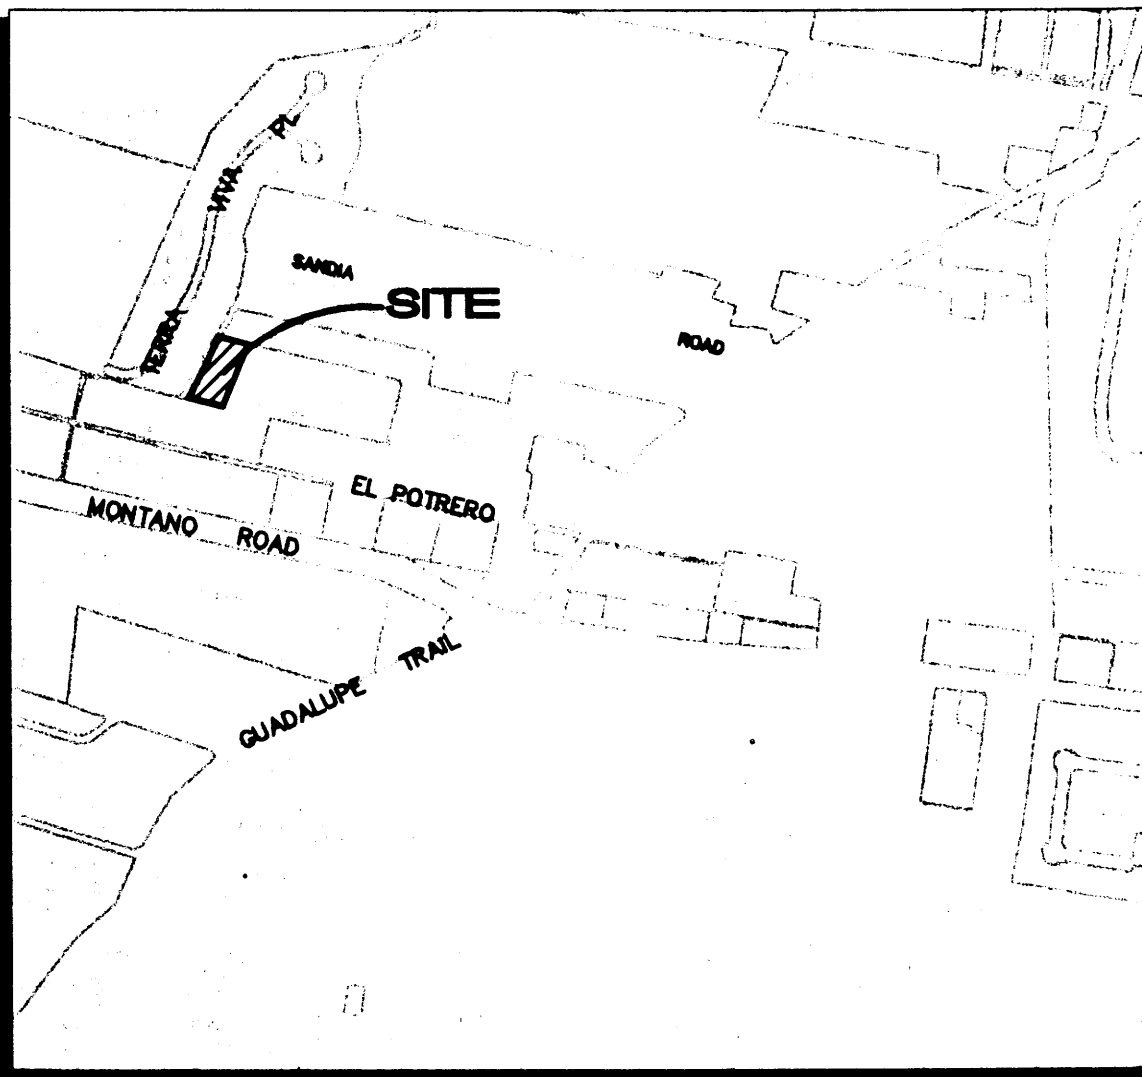 TERRA VIVA PL
SANDIA
SITE
ROAD
EL POTRERO
MONTANO ROAD
GUADALUPE TRAIL